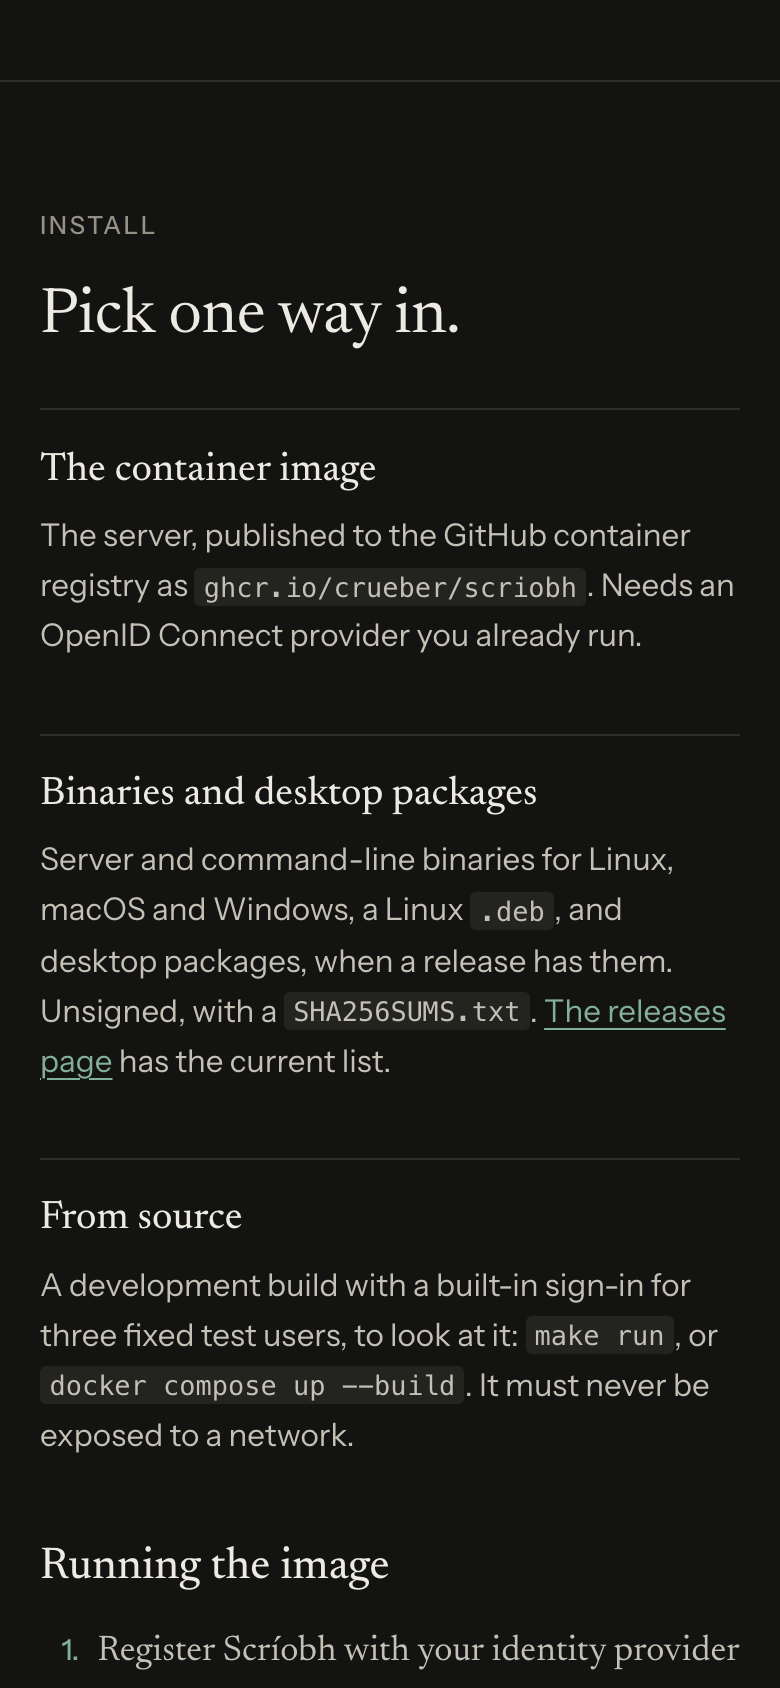 INSTALL
Pick one way in.
The container image
The server, published to the GitHub container
registry as ghcr.io/crueber/scriobh. Needs an
OpenID Connect provider you already run.
Binaries and desktop packages
Server and command-line binaries for Linux,
macOS and Windows, a Linux .deb, and
desktop packages, when a release has them.
Unsigned, with a SHA256SUMS.txt. The releases
page has the current list.
From source
A development build with a built-in sign-in for
three fixed test users, to look at it: make run, or
docker compose up --build. It must never be
exposed to a network.
Running the image
1. Register Scríobh with your identity provider